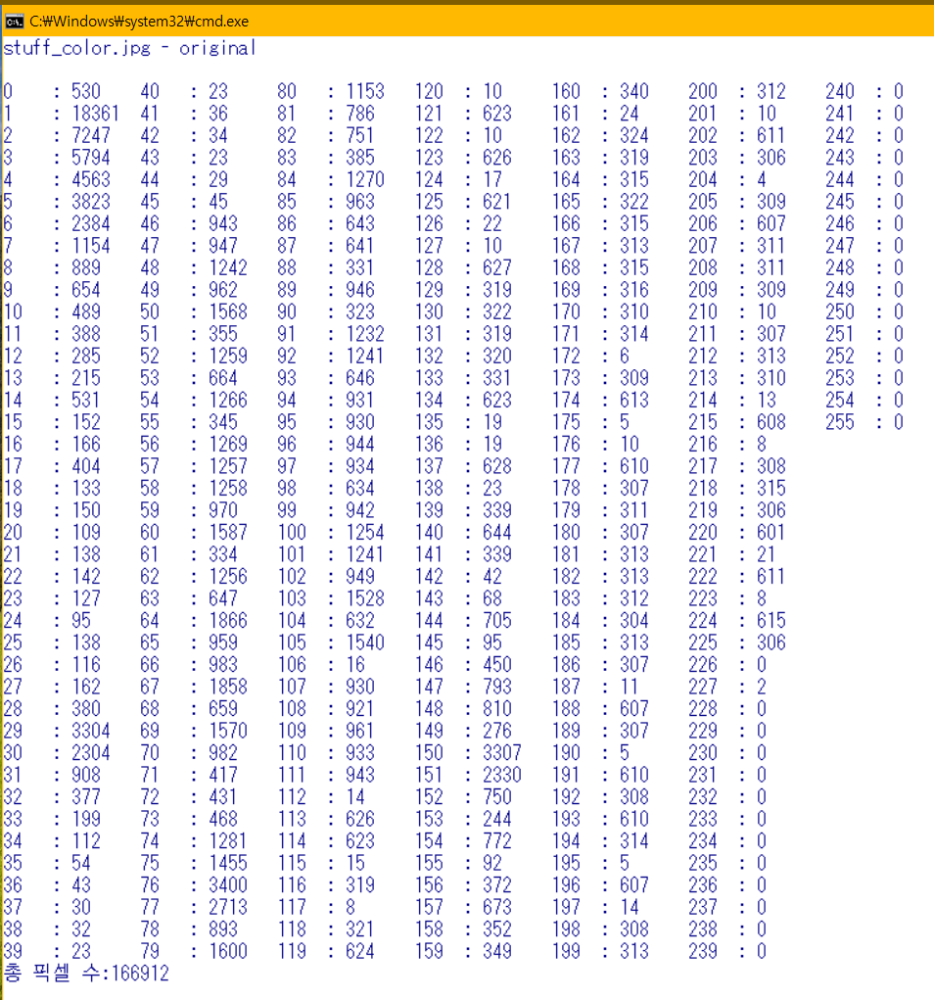 C:₩Windows₩system32₩cmd.exe
stuff_color.jpg - original
0 : 530 40 : 23 80 : 1153 120 : 10 160 : 340 200 : 312 240 : 0
1 : 18361 41 : 36 81 : 786 121 : 623 161 : 24 201 : 10 241 : 0
2 : 7247 42 : 34 82 : 751 122 : 10 162 : 324 202 : 611 242 : 0
3 : 5794 43 : 23 83 : 385 123 : 626 163 : 319 203 : 306 243 : 0
4 : 4563 44 : 29 84 : 1270 124 : 17 164 : 315 204 : 4 244 : 0
5 : 3823 45 : 45 85 : 963 125 : 621 165 : 322 205 : 309 245 : 0
6 : 2384 46 : 943 86 : 643 126 : 22 166 : 315 206 : 607 246 : 0
7 : 1154 47 : 947 87 : 641 127 : 10 167 : 313 207 : 311 247 : 0
8 : 889 48 : 1242 88 : 331 128 : 627 168 : 315 208 : 311 248 : 0
9 : 654 49 : 962 89 : 946 129 : 319 169 : 316 209 : 309 249 : 0
10 : 489 50 : 1568 90 : 323 130 : 322 170 : 310 210 : 10 250 : 0
11 : 388 51 : 355 91 : 1232 131 : 319 171 : 314 211 : 307 251 : 0
12 : 285 52 : 1259 92 : 1241 132 : 320 172 : 6 212 : 313 252 : 0
13 : 215 53 : 664 93 : 646 133 : 331 173 : 309 213 : 310 253 : 0
14 : 531 54 : 1266 94 : 931 134 : 623 174 : 613 214 : 13 254 : 0
15 : 152 55 : 345 95 : 930 135 : 19 175 : 5 215 : 608 255 : 0
16 : 166 56 : 1269 96 : 944 136 : 19 176 : 10 216 : 8
17 : 404 57 : 1257 97 : 934 137 : 628 177 : 610 217 : 308
18 : 133 58 : 1258 98 : 634 138 : 23 178 : 307 218 : 315
19 : 150 59 : 970 99 : 942 139 : 339 179 : 311 219 : 306
20 : 109 60 : 1587 100 : 1254 140 : 644 180 : 307 220 : 601
21 : 138 61 : 334 101 : 1241 141 : 339 181 : 313 221 : 21
22 : 142 62 : 1256 102 : 949 142 : 42 182 : 313 222 : 611
23 : 127 63 : 647 103 : 1528 143 : 68 183 : 312 223 : 8
24 : 95 64 : 1866 104 : 632 144 : 705 184 : 304 224 : 615
25 : 138 65 : 959 105 : 1540 145 : 95 185 : 313 225 : 306
26 : 116 66 : 983 106 : 16 146 : 450 186 : 307 226 : 0
27 : 162 67 : 1858 107 : 930 147 : 793 187 : 11 227 : 2
28 : 380 68 : 659 108 : 921 148 : 810 188 : 607 228 : 0
29 : 3304 69 : 1570 109 : 961 149 : 276 189 : 307 229 : 0
30 : 2304 70 : 982 110 : 933 150 : 3307 190 : 5 230 : 0
31 : 908 71 : 417 111 : 943 151 : 2330 191 : 610 231 : 0
32 : 377 72 : 431 112 : 14 152 : 750 192 : 308 232 : 0
33 : 199 73 : 468 113 : 626 153 : 244 193 : 610 233 : 0
34 : 112 74 : 1281 114 : 623 154 : 772 194 : 314 234 : 0
35 : 54 75 : 1455 115 : 15 155 : 92 195 : 5 235 : 0
36 : 43 76 : 3400 116 : 319 156 : 372 196 : 607 236 : 0
37 : 30 77 : 2713 117 : 8 157 : 673 197 : 14 237 : 0
38 : 32 78 : 893 118 : 321 158 : 352 198 : 308 238 : 0
39 : 23 79 : 1600 119 : 624 159 : 349 199 : 313 239 : 0
총 픽셀 수:166912